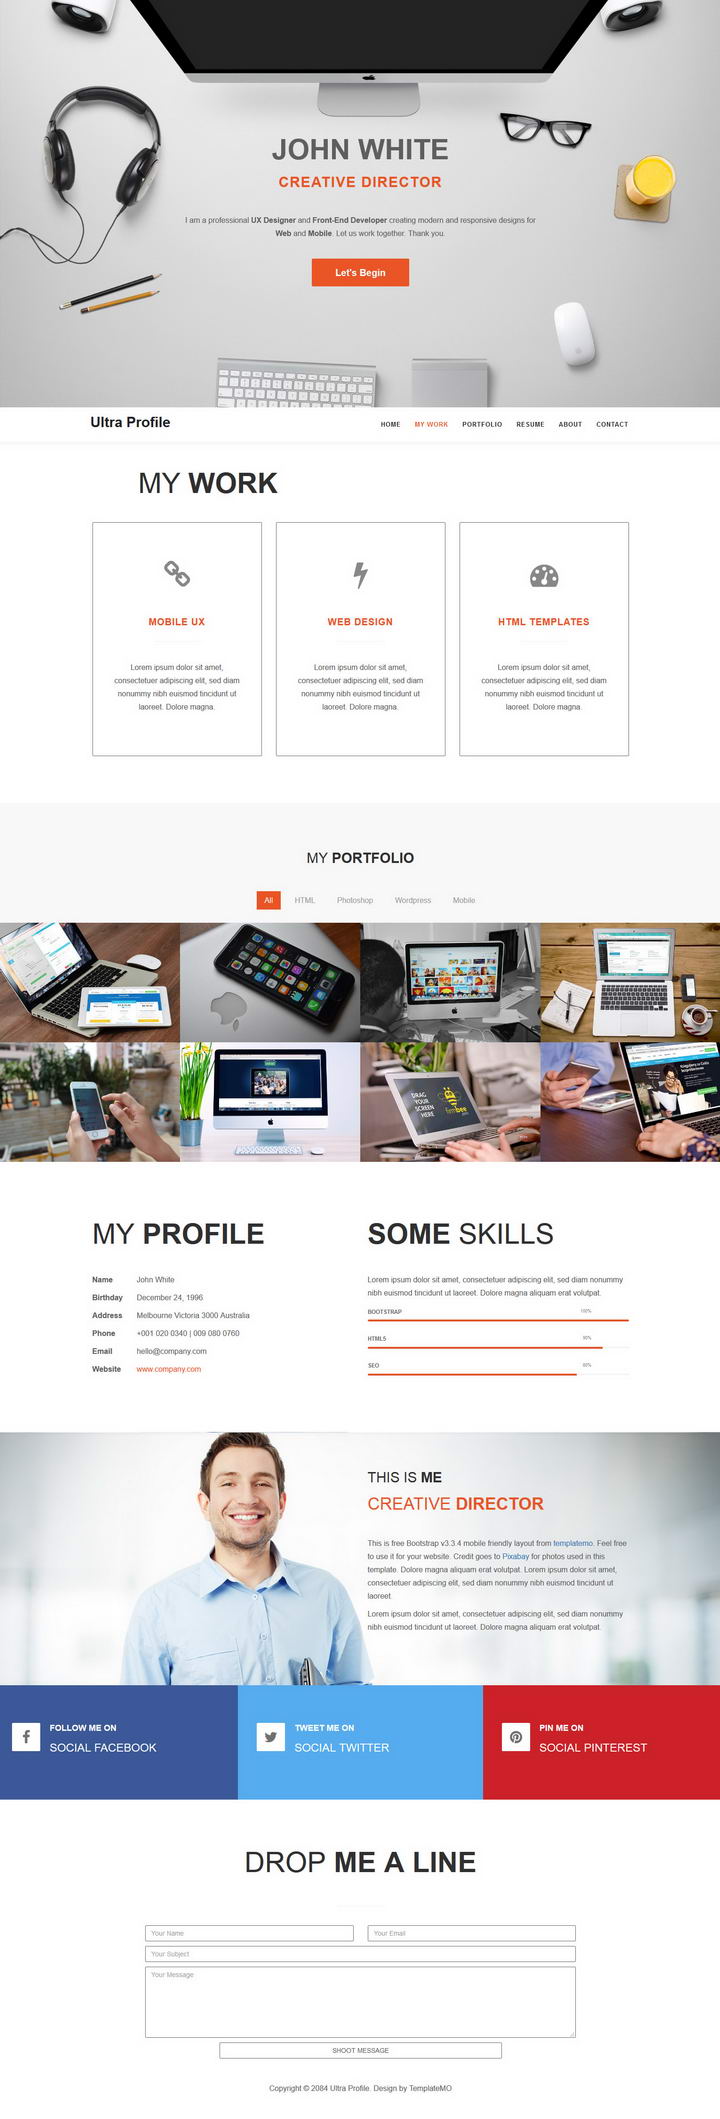 JOHN WHITE
CREATIVE DIRECTOR
I am a professional UX Designer and Front-End Developer creating modern and responsive designs for
Web and Mobile. Let us work together. Thank you.
Let's Begin
Ultra Profile
HOME MY WORK PORTFOLIO RESUME ABOUT CONTACT
MY WORK
MOBILE UX
Lorem ipsum dolor sit amet,
consectetuer adipiscing elit, sed diam
nonummy nibh euismod tincidunt ut
laoreet. Dolore magna.
WEB DESIGN
Lorem ipsum dolor sit amet,
consectetuer adipiscing elit, sed diam
nonummy nibh euismod tincidunt ut
laoreet. Dolore magna.
HTML TEMPLATES
Lorem ipsum dolor sit amet,
consectetuer adipiscing elit, sed diam
nonummy nibh euismod tincidunt ut
laoreet. Dolore magna.
MY PORTFOLIO
All HTML Photoshop Wordpress Mobile
DRAG
YOUR
SCREEN
HERE
firmbee
MY PROFILE
Name John White
Birthday December 24, 1996
Address Melbourne Victoria 3000 Australia
Phone +001 020 0340 | 009 080 0760
Email hello@company.com
Website www.company.com
SOME SKILLS
Lorem ipsum dolor sit amet, consectetuer adipiscing elit, sed diam nonummy
nibh euismod tincidunt ut laoreet. Dolore magna aliquam erat volutpat.
BOOTSTRAP 100%
HTML5 90%
SEO 80%
THIS IS ME
CREATIVE DIRECTOR
This is free Bootstrap v3.3.4 mobile friendly layout from templatemo. Feel free
to use it for your website. Credit goes to Pixabay for photos used in this
template. Dolore magna aliquam erat volutpat. Lorem ipsum dolor sit amet,
consectetuer adipiscing elit, sed diam nonummy nibh euismod tincidunt ut
laoreet
Lorem ipsum dolor sit amet, consectetuer adipiscing elit, sed diam nonummy
nibh euismod tincidunt ut laoreet. Dolore magna aliquam erat volutpat.
FOLLOW ME ON
SOCIAL FACEBOOK
TWEET ME ON
SOCIAL TWITTER
PIN ME ON
SOCIAL PINTEREST
DROP ME A LINE
Your Name
Your Email
Your Subject
Your Message
SHOOT MESSAGE
Copyright © 2084 Ultra Profile. Design by TemplateMO